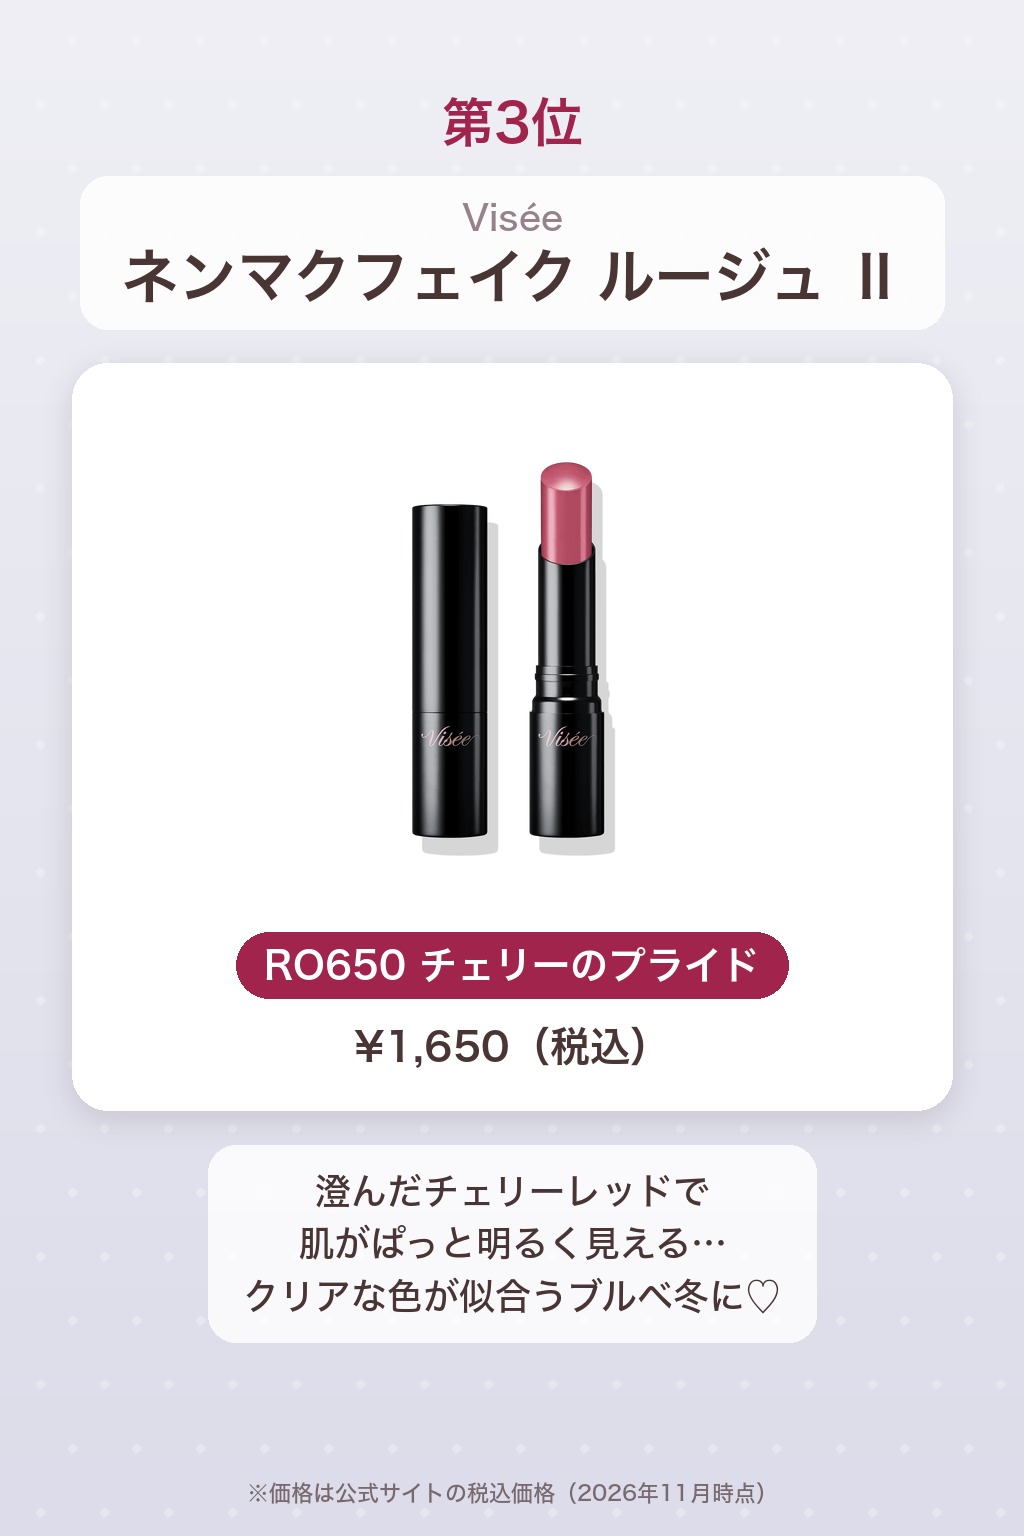 第3位
Visée
ネンマクフェイク ルージュ Ⅱ
Visée
Visée
RO650 チェリーのプライド
¥1,650（税込）
澄んだチェリーレッドで
肌がぱっと明るく見える…
クリアな色が似合うブルベ冬に♡
※価格は公式サイトの税込価格（2026年11月時点）